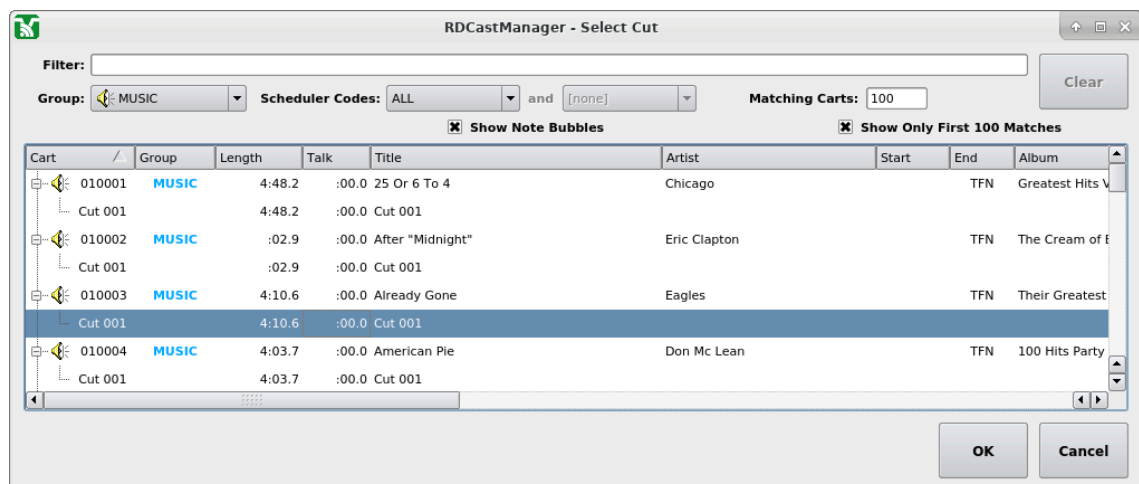 RDCastManager - Select Cut
Filter:
Clear
Group: MUSIC Scheduler Codes: ALL and [none] Matching Carts: 100
Show Note Bubbles Show Only First 100 Matches
Cart Group Length Talk Title Artist Start End Album
010001 MUSIC 4:48.2 :00.0 25 Or 6 To 4 Chicago TFN Greatest Hits
Cut 001 4:48.2 :00.0 Cut 001
010002 MUSIC :02.9 :00.0 After "Midnight" Eric Clapton TFN The Cream of
Cut 001 :02.9 :00.0 Cut 001
010003 MUSIC 4:10.6 :00.0 Already Gone Eagles TFN Their Greatest
Cut 001 4:10.6 :00.0 Cut 001
010004 MUSIC 4:03.7 :00.0 American Pie Don Mc Lean TFN 100 Hits Party
Cut 001 4:03.7 :00.0 Cut 001
OK Cancel